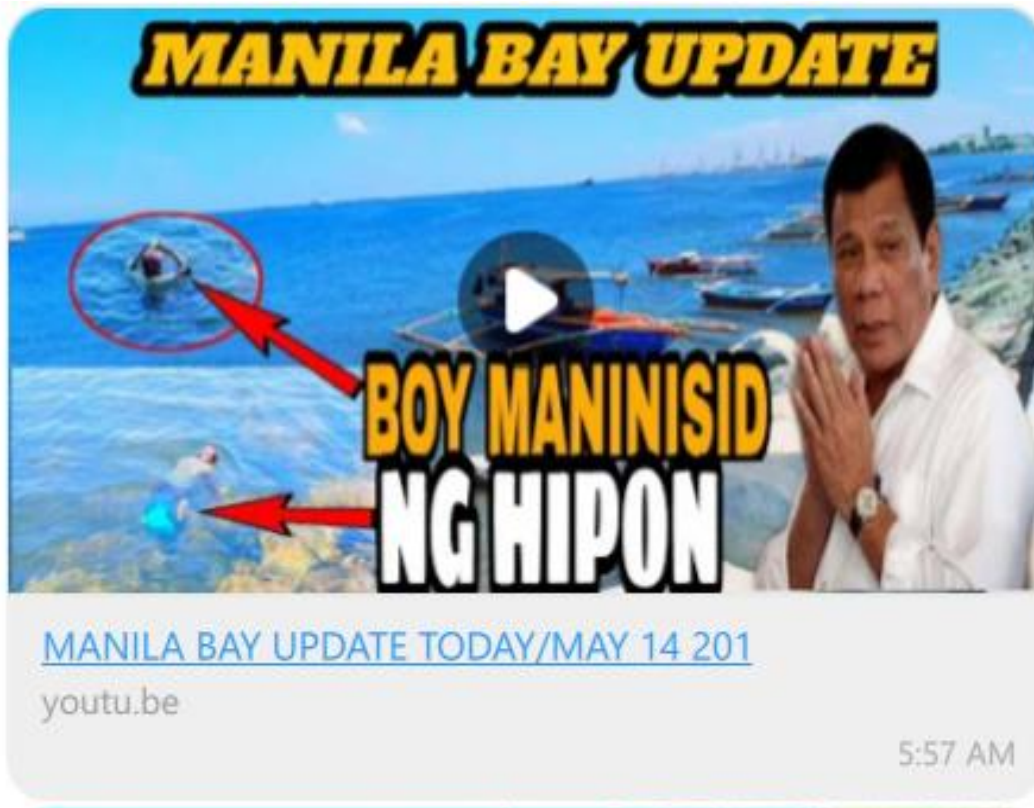 MANILA BAY UPDATE
BOY MANINISID
NG HIPON
MANILA BAY UPDATE TODAY/MAY 14 201
youtu.be
5:57 AM